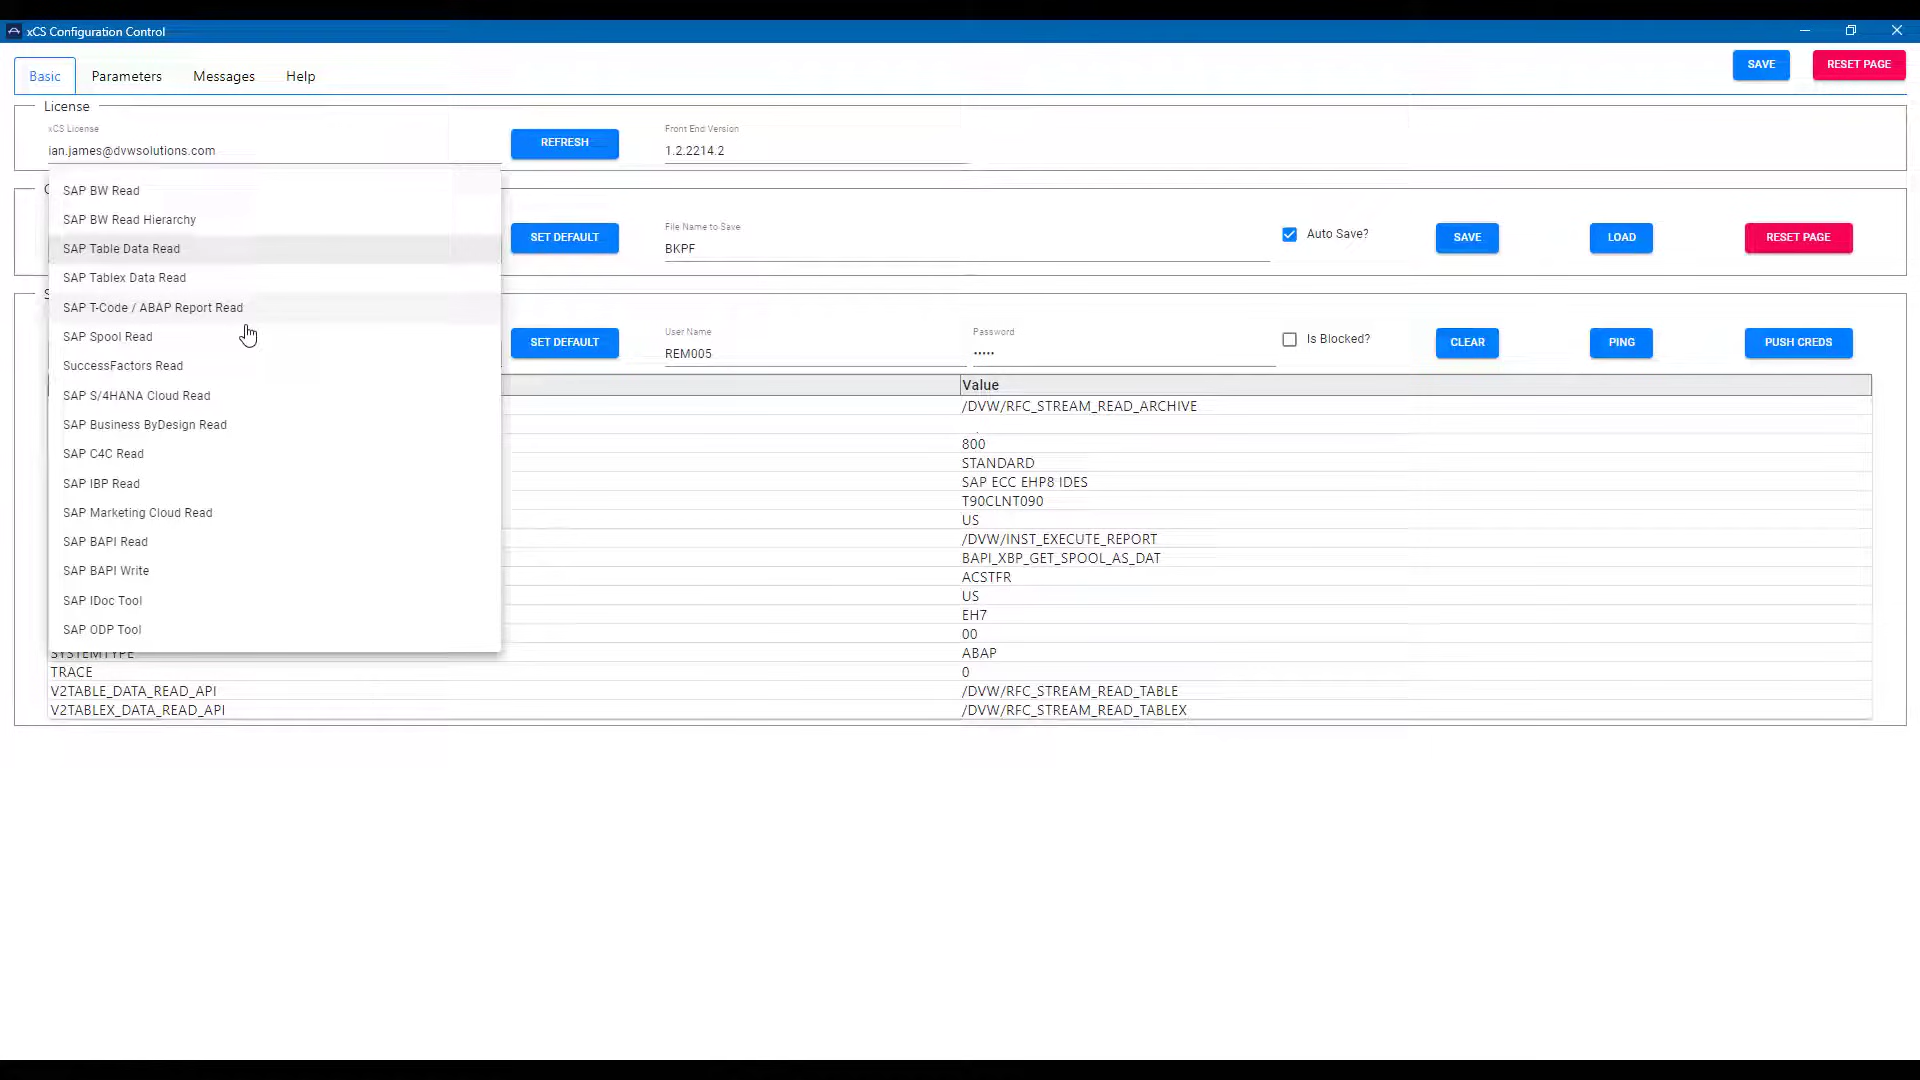 xCS Configuration Control
Basic Parameters Messages Help SAVE RESET PAGE
License
xCS License Front End Version
ian.james@dvwsolutions.com REFRESH 1.2.2214.2
SAP BW Read
SAP BW Read Hierarchy
SAP Table Data Read
SAP Tablex Data Read
SAP T-Code / ABAP Report Read
SAP Spool Read
SuccessFactors Read
SAP S/4HANA Cloud Read
SAP Business ByDesign Read
SAP C4C Read
SAP IBP Read
SAP Marketing Cloud Read
SAP BAPI Read
SAP BAPI Write
SAP IDoc Tool
SAP ODP Tool
SET DEFAULT File Name to Save Auto Save? SAVE LOAD RESET PAGE
BKPF
SET DEFAULT User Name Password Is Blocked? CLEAR PING PUSH CREDS
REM005 •••••
Value
/DVW/RFC_STREAM_READ_ARCHIVE
800
STANDARD
SAP ECC EHP8 IDES
T90CLNT090
US
/DVW/INST_EXECUTE_REPORT
BAPI_XBP_GET_SPOOL_AS_DAT
ACSTFR
US
EH7
00
SYSTEMTYPE ABAP
TRACE 0
V2TABLE_DATA_READ_API /DVW/RFC_STREAM_READ_TABLE
V2TABLEX_DATA_READ_API /DVW/RFC_STREAM_READ_TABLEX